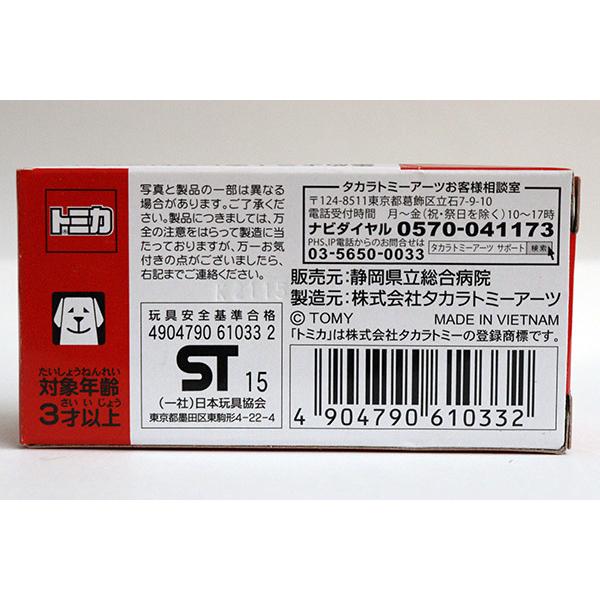 トミカ
たいしょうねんれい
対象年齢
さいいじょう
3才以上
写真と製品の一部は異なる
場合がありますが、ご了承く
ださい。製品につきましては、万
全の注意をはらって製造に当
たっておりますが、万一お気
付きの点がございましたら、
右記までご連絡ください。
玩具安全基準合格
4904790 61033 2
ST 15
(一社)日本玩具協会
東京都墨田区東駒形4-22-4
タカラトミーアーツお客様相談室
〒124-8511東京都葛飾区立石7-9-10
電話受付時間 月〜金(祝・祭日を除く)10〜17時
ナビダイヤル 0570-041173
PHS、IP電話からのお問合せは
03-5650-0033
タカラトミーアーツ サポート 検索
販売元:静岡県立総合病院
製造元:株式会社タカラトミーアーツ
© TOMY MADE IN VIETNAM
「トミカ」は株式会社タカラトミーの登録商標です。
4 904790 610332